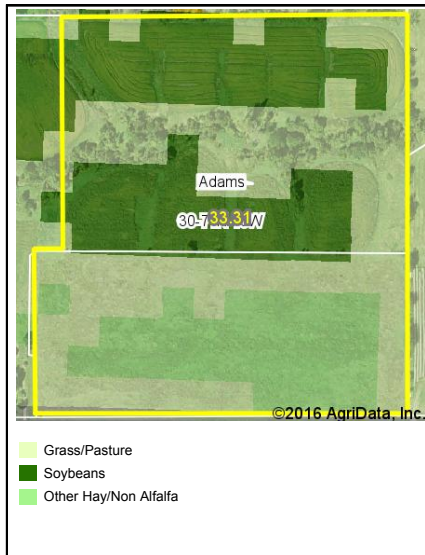 Adams
33.31
©2016 AgriData, Inc.
Grass/Pasture
Soybeans
Other Hay/Non Alfalfa